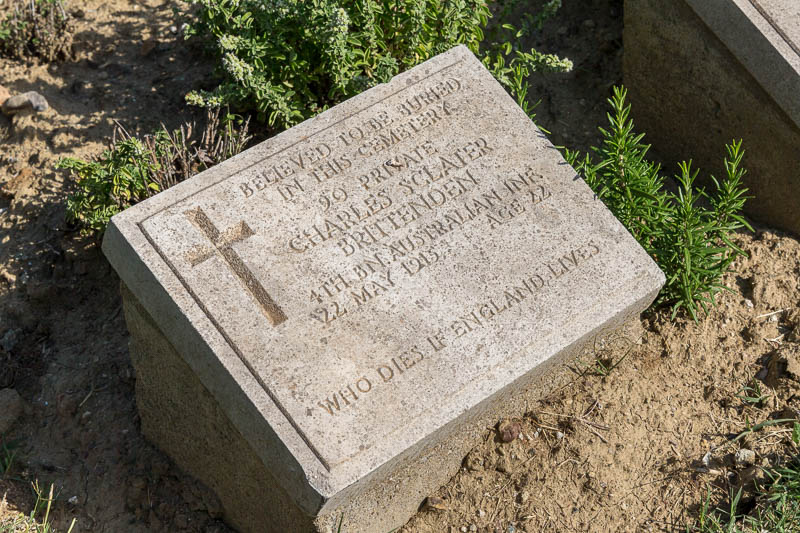 BELIEVED TO BE BURIED
IN THIS CEMETERY
20 PRIVATE
CHARLES SCLATER
BRITTENDEN
4TH BN. AUSTRALIAN INF.
22 MAY 1915. AGE 22
WHO DIES IF ENGLAND LIVES